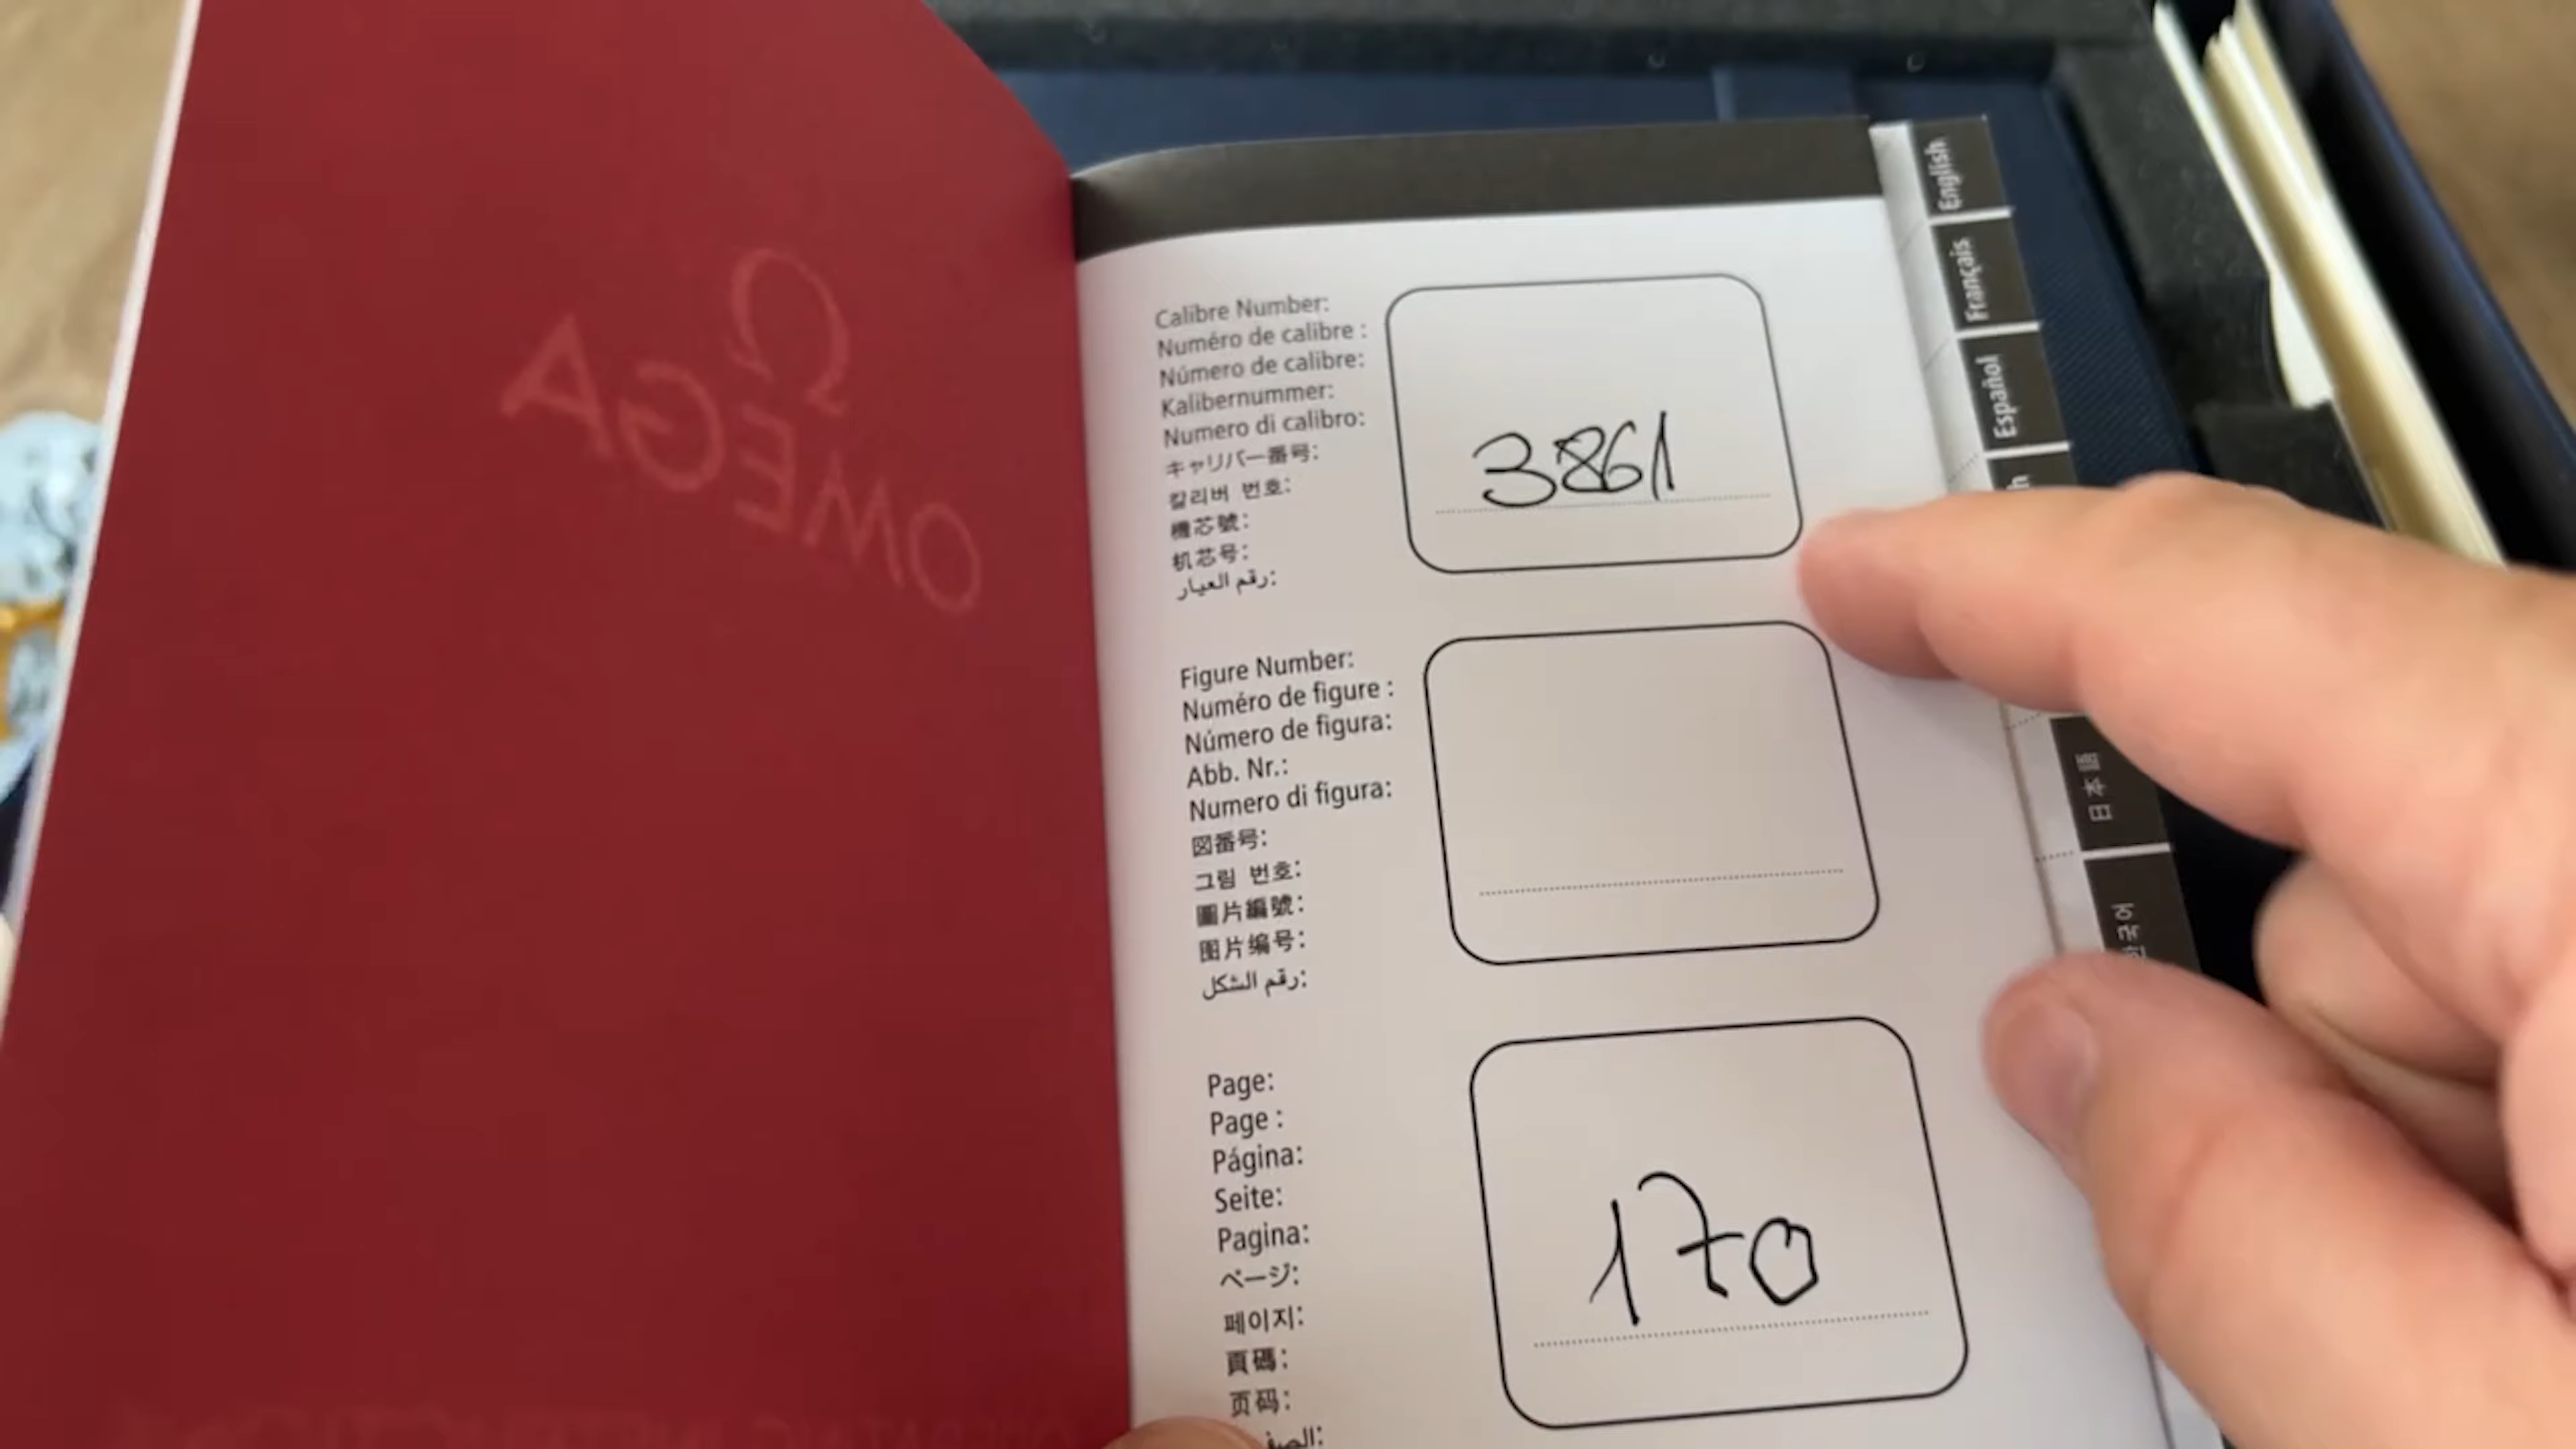 Ω
OMEGA
Calibre Number:
Numéro de calibre :
Número de calibre:
Kalibernummer:
Numero di calibro:
キャリバー番号:
칼리버 번호:
機芯號:
机芯号:
رقم العيار:
3861
Figure Number:
Numéro de figure :
Número de figura:
Abb. Nr.:
Numero di figura:
図番号:
그림 번호:
圖片編號:
图片编号:
رقم الشكل:
Page:
Page :
Página:
Seite:
Pagina:
ページ:
페이지:
頁碼:
页码:
170
English
Français
Español
日本語
한국어